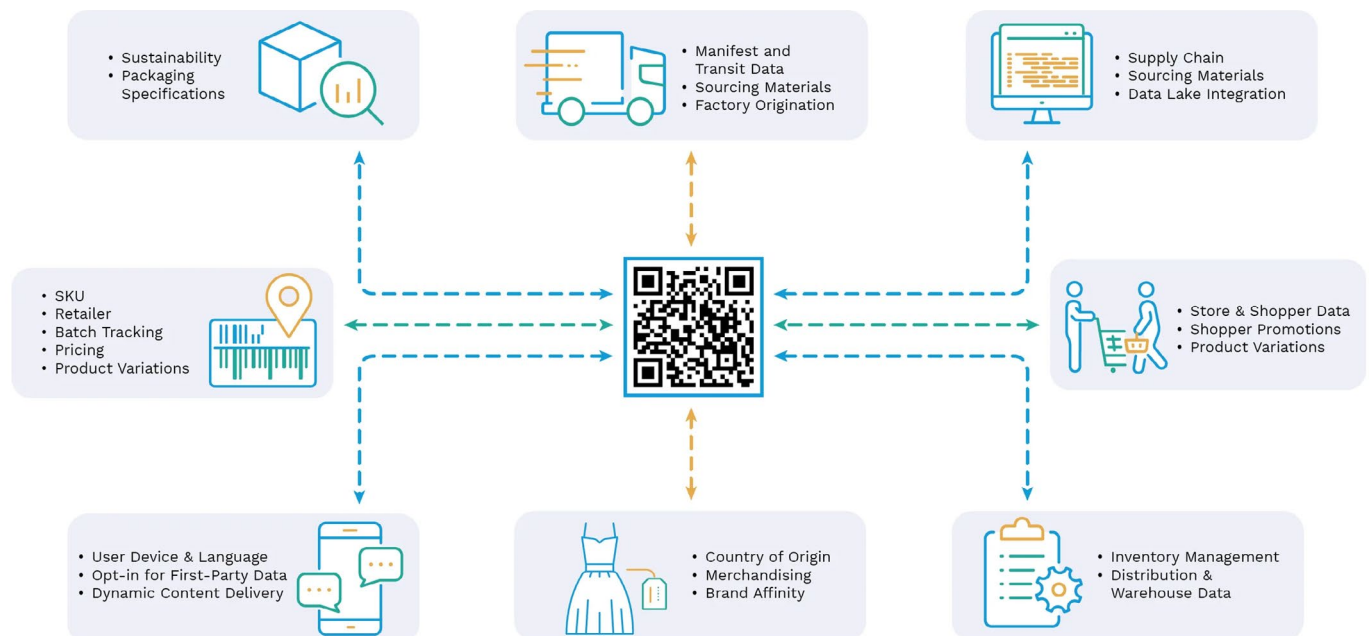 • Sustainability
• Packaging
Specifications
• Manifest and
Transit Data
• Sourcing Materials
• Factory Origination
• Supply Chain
• Sourcing Materials
• Data Lake Integration
• SKU
• Retailer
• Batch Tracking
• Pricing
• Product Variations
• Store & Shopper Data
• Shopper Promotions
• Product Variations
• User Device & Language
• Opt-in for First-Party Data
• Dynamic Content Delivery
• Country of Origin
• Merchandising
• Brand Affinity
• Inventory Management
• Distribution &
Warehouse Data